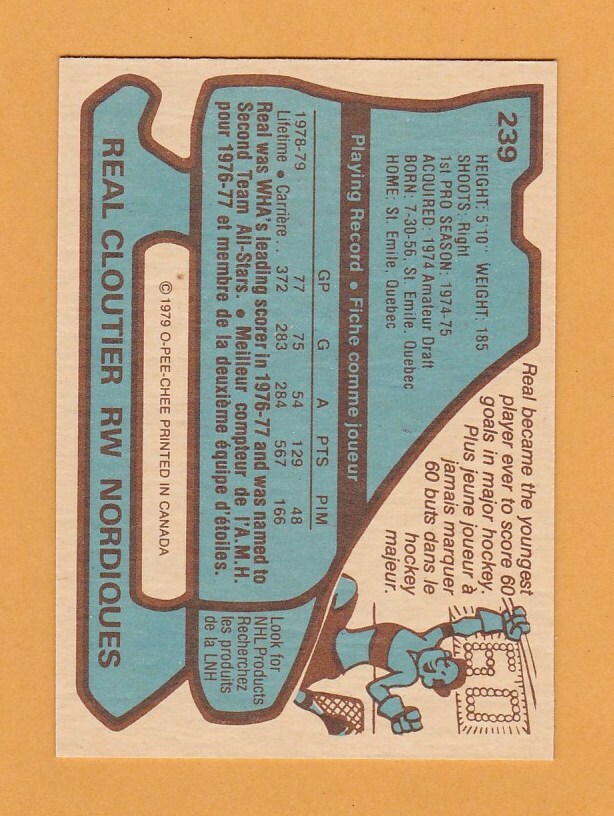 239
HEIGHT: 5'10" WEIGHT: 185
SHOOTS: Right
1st PRO SEASON: 1974-75
ACQUIRED: 1974 Amateur Draft
BORN: 7-30-56, St. Emile, Quebec
HOME: St. Emile, Quebec
Real became the youngest
player ever to score 60
goals in major hockey.
Plus jeune joueur à
jamais marquer
60 buts dans le
hockey
majeur.
60
Playing Record • Fiche comme joueur
GP G A PTS PIM
1978-79 77 75 54 129 48
Lifetime • Carrière... 372 283 284 567 166
Real was WHA's leading scorer in 1976-77 and was named to
Second Team All-Stars. • Meilleur compteur de l'A.M.H.
pour 1976-77 et membre de la deuxième équipe d'étoiles.
Look for
NHL Products
Recherchez
les produits
de la LNH
© 1979 O-PEE-CHEE PRINTED IN CANADA
REAL CLOUTIER RW NORDIQUES